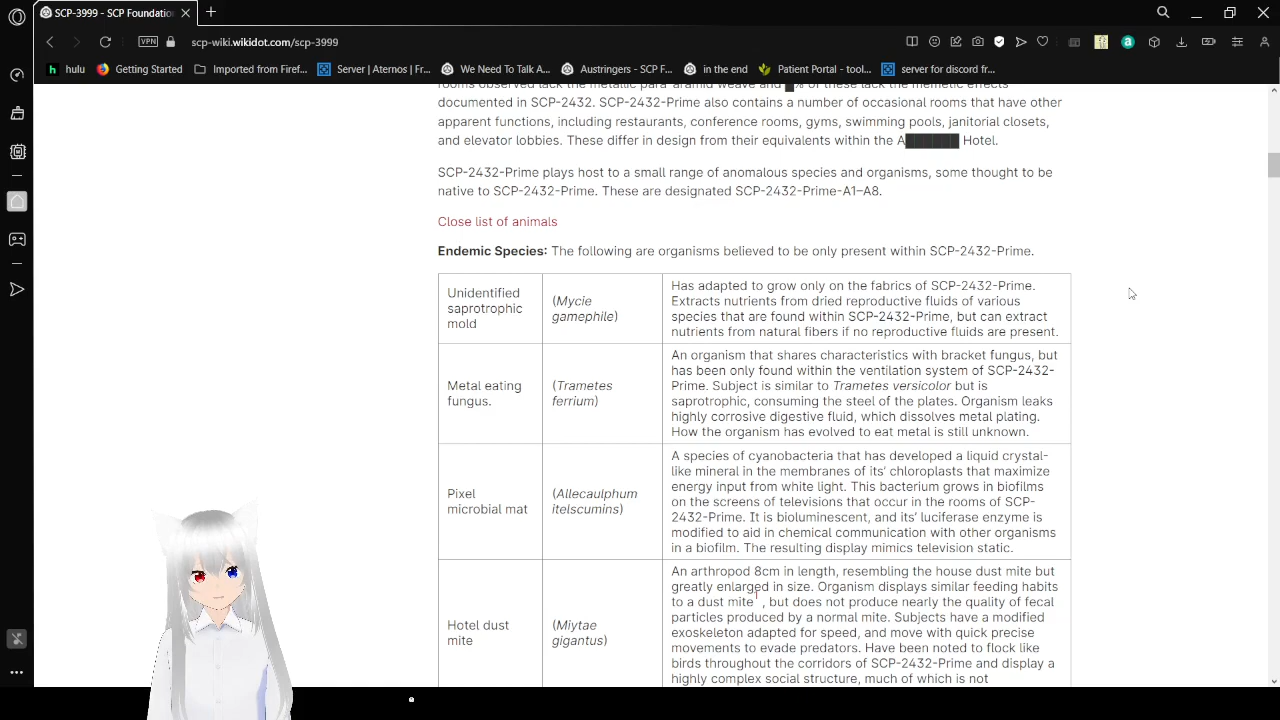 SCP-3999 - SCP Foundation
VPN
scp-wiki.wikidot.com/scp-3999
hulu
Getting Started
Imported from Firef...
Server | Aternos | Fr...
We Need To Talk A...
Austringers - SCP F...
in the end
Patient Portal - tool...
server for discord fr...
rooms observed lack the metallic para-aramid weave and █% of these lack the memetic effects
documented in SCP-2432. SCP-2432-Prime also contains a number of occasional rooms that have other
apparent functions, including restaurants, conference rooms, gyms, swimming pools, janitorial closets,
and elevator lobbies. These differ in design from their equivalents within the A██████ Hotel.
SCP-2432-Prime plays host to a small range of anomalous species and organisms, some thought to be
native to SCP-2432-Prime. These are designated SCP-2432-Prime-A1–A8.
Close list of animals
Endemic Species: The following are organisms believed to be only present within SCP-2432-Prime.
Unidentified
saprotrophic
mold
(Mycie
gamephile)
Has adapted to grow only on the fabrics of SCP-2432-Prime.
Extracts nutrients from dried reproductive fluids of various
species that are found within SCP-2432-Prime, but can extract
nutrients from natural fibers if no reproductive fluids are present.
Metal eating
fungus.
(Trametes
ferrium)
An organism that shares characteristics with bracket fungus, but
has been only found within the ventilation system of SCP-2432-
Prime. Subject is similar to Trametes versicolor but is
saprotrophic, consuming the steel of the plates. Organism leaks
highly corrosive digestive fluid, which dissolves metal plating.
How the organism has evolved to eat metal is still unknown.
Pixel
microbial mat
(Allecaulphum
itelscumins)
A species of cyanobacteria that has developed a liquid crystal-
like mineral in the membranes of its' chloroplasts that maximize
energy input from white light. This bacterium grows in biofilms
on the screens of televisions that occur in the rooms of SCP-
2432-Prime. It is bioluminescent, and its' luciferase enzyme is
modified to aid in chemical communication with other organisms
in a biofilm. The resulting display mimics television static.
Hotel dust
mite
(Miytae
gigantus)
An arthropod 8cm in length, resembling the house dust mite but
greatly enlarged in size. Organism displays similar feeding habits
to a dust mite1 , but does not produce nearly the quality of fecal
particles produced by a normal mite. Subjects have a modified
exoskeleton adapted for speed, and move with quick precise
movements to evade predators. Have been noted to flock like
birds throughout the corridors of SCP-2432-Prime and display a
highly complex social structure, much of which is not